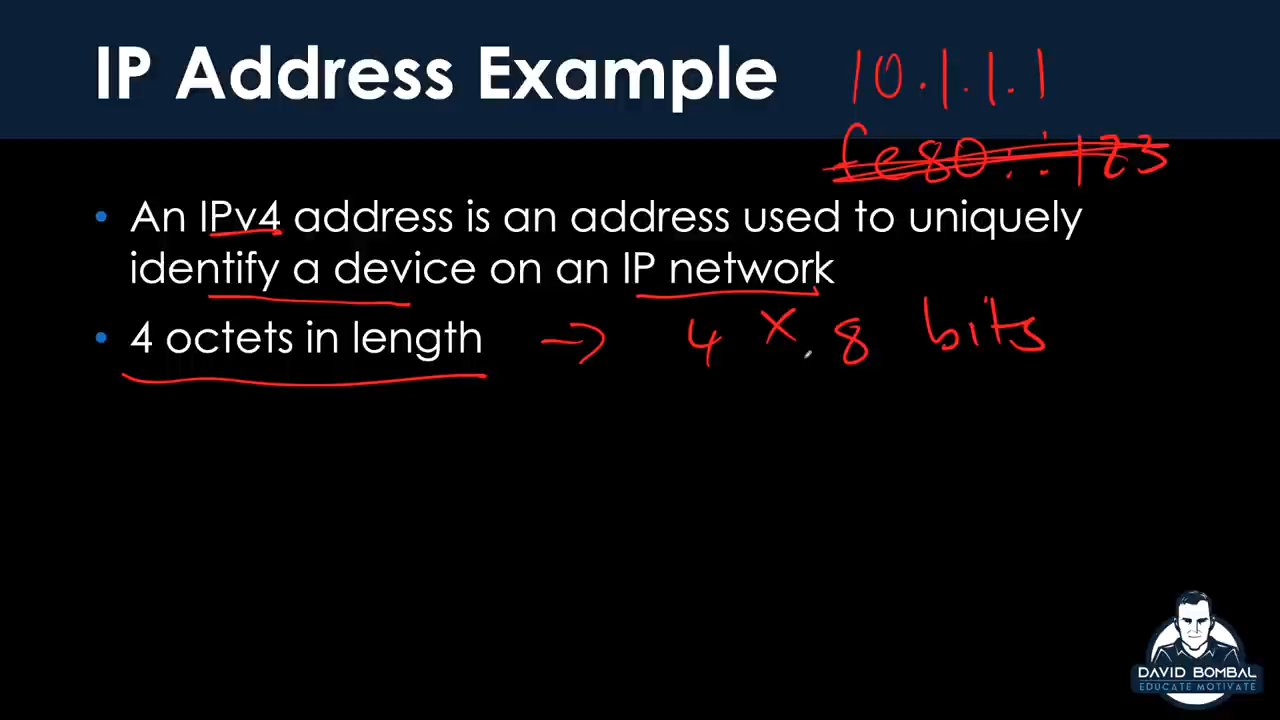 IP Address Example 10.1.1.1
fe80::123
• An IPv4 address is an address used to uniquely
identify a device on an IP network
• 4 octets in length → 4 x 8 bits
DAVID BOMBAL
EDUCATE MOTIVATE